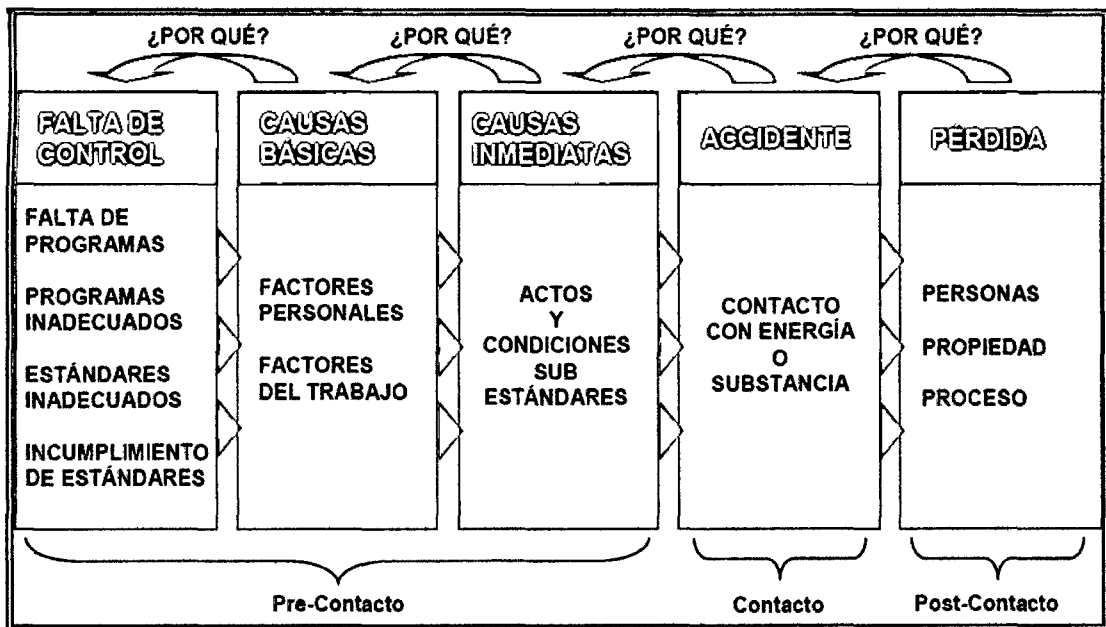 ¿POR QUÉ?
¿POR QUÉ?
¿POR QUÉ?
¿POR QUÉ?
FALTA DE
CONTROL
FALTA DE
PROGRAMAS
PROGRAMAS
INADECUADOS
ESTÁNDARES
INADECUADOS
INCUMPLIMIENTO
DE ESTÁNDARES
CAUSAS
BÁSICAS
FACTORES
PERSONALES
FACTORES
DEL TRABAJO
CAUSAS
INMEDIATAS
ACTOS
Y
CONDICIONES
SUB
ESTÁNDARES
ACCIDENTE
CONTACTO
CON ENERGÍA
O
SUBSTANCIA
PÉRDIDA
PERSONAS
PROPIEDAD
PROCESO
Pre-Contacto
Contacto
Post-Contacto